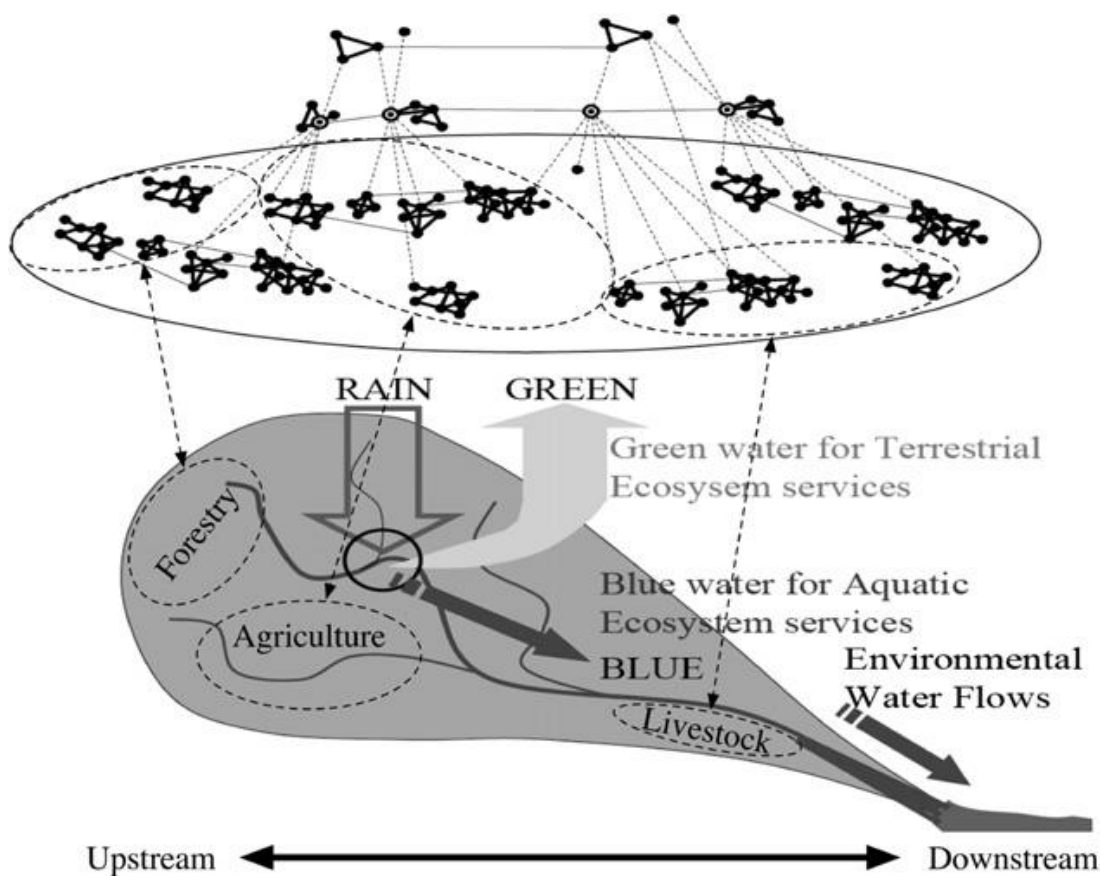 RAIN
GREEN
Green water for Terrestrial
Ecosysem services
Forestry
Blue water for Aquatic
Ecosystem services
Agriculture
BLUE
Environmental
Water Flows
Livestock
Upstream
Downstream